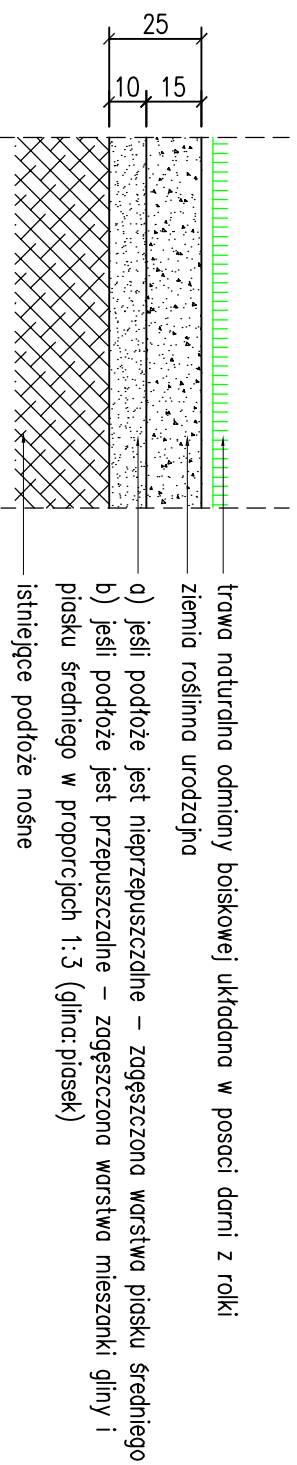 25
10
15
trawa naturalna odmiany boiskowej układana w posaci darni z rolki
ziemia roślinna urodzajna
a) jeśli podłoże jest nieprzepuszczalne – zagęszczona warstwa piasku średniego
b) jeśli podłoże jest przepuszczalne – zagęszczona warstwa mieszanki gliny i
piasku średniego w proporcjach 1:3 (glina:piasek)
istniejące podłoże nośne